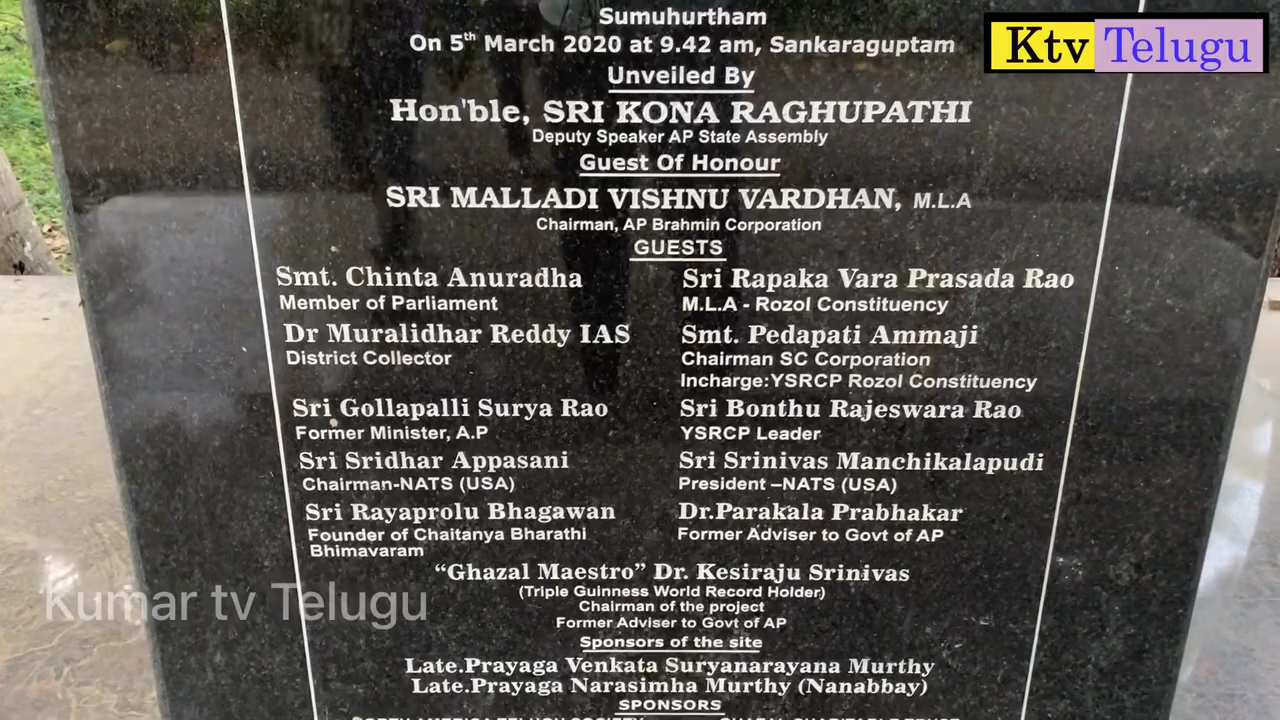 Sumuhurtham
On 5th March 2020 at 9.42 am, Sankaraguptam
Unveiled By
Hon'ble, SRI KONA RAGHUPATHI
Deputy Speaker AP State Assembly
Guest Of Honour
SRI MALLADI VISHNU VARDHAN, M.L.A
Chairman, AP Brahmin Corporation
GUESTS
Smt. Chinta Anuradha
Member of Parliament
Sri Rapaka Vara Prasada Rao
M.L.A - Rozol Constituency
Dr Muralidhar Reddy IAS
District Collector
Smt. Pedapati Ammaji
Chairman SC Corporation
Incharge:YSRCP Rozol Constituency
Sri Gollapalli Surya Rao
Former Minister, A.P
Sri Bonthu Rajeswara Rao
YSRCP Leader
Sri Sridhar Appasani
Chairman-NATS (USA)
Sri Srinivas Manchikalapudi
President –NATS (USA)
Sri Rayaprolu Bhagawan
Founder of Chaitanya Bharathi
Bhimavaram
Dr.Parakala Prabhakar
Former Adviser to Govt of AP
“Ghazal Maestro” Dr. Kesiraju Srinivas
(Triple Guinness World Record Holder)
Chairman of the project
Former Adviser to Govt of AP
Sponsors of the site
Late.Prayaga Venkata Suryanarayana Murthy
Late.Prayaga Narasimha Murthy (Nanabbay)
SPONSORS
Ktv Telugu
Kumar tv Telugu